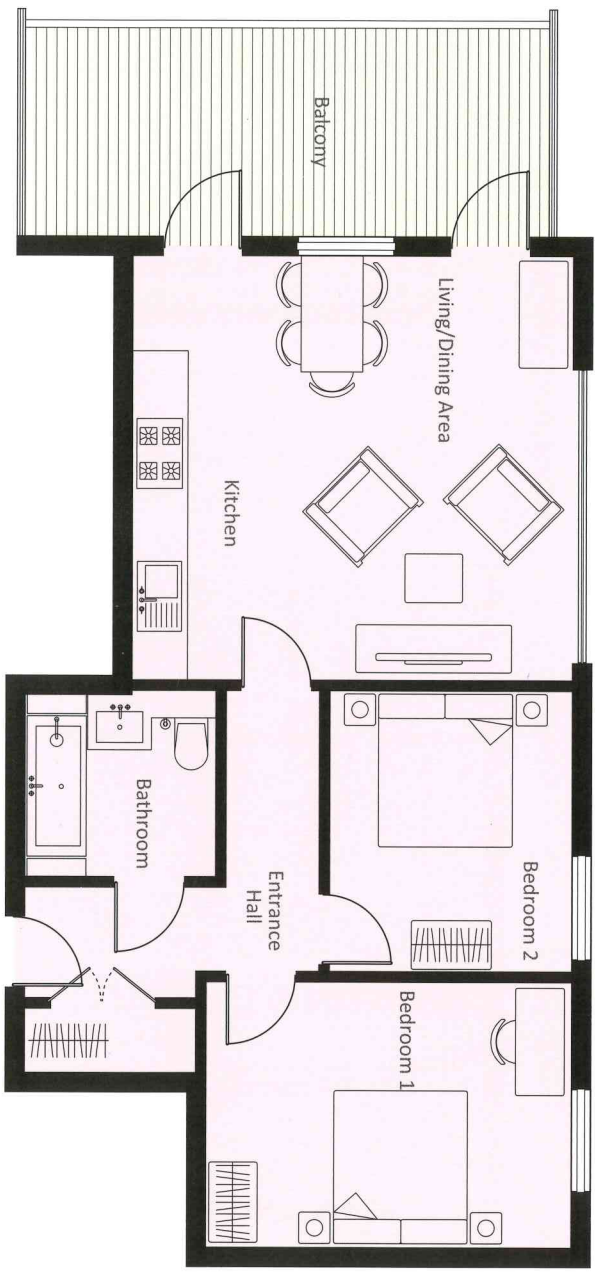 Balcony
Living/Dining Area
Kitchen
Bathroom
Entrance
Hall
Bedroom 2
Bedroom 1